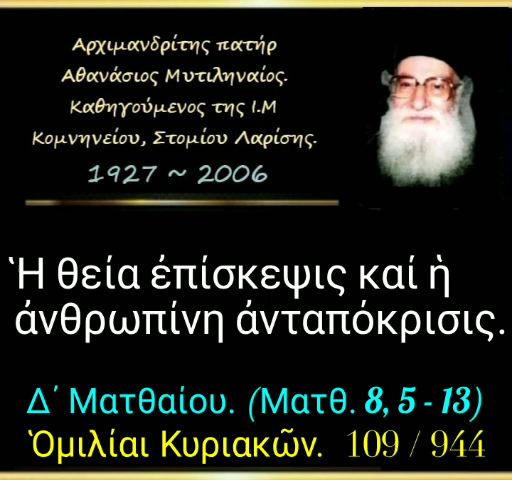 Αρχιμανδρίτης πατήρ
Αθανάσιος Μυτιληναίος.
Καθηγούμενος της Ι.Μ
Κομνηνείου, Στομίου Λαρίσης.
1927 ~ 2006
Ἡ θεία ἐπίσκεψις καί ἡ
ἀνθρωπίνη ἀνταπόκρισις.
Δ΄ Ματθαίου. (Ματθ. 8, 5 - 13)
Ὁμιλίαι Κυριακῶν. 109 / 944